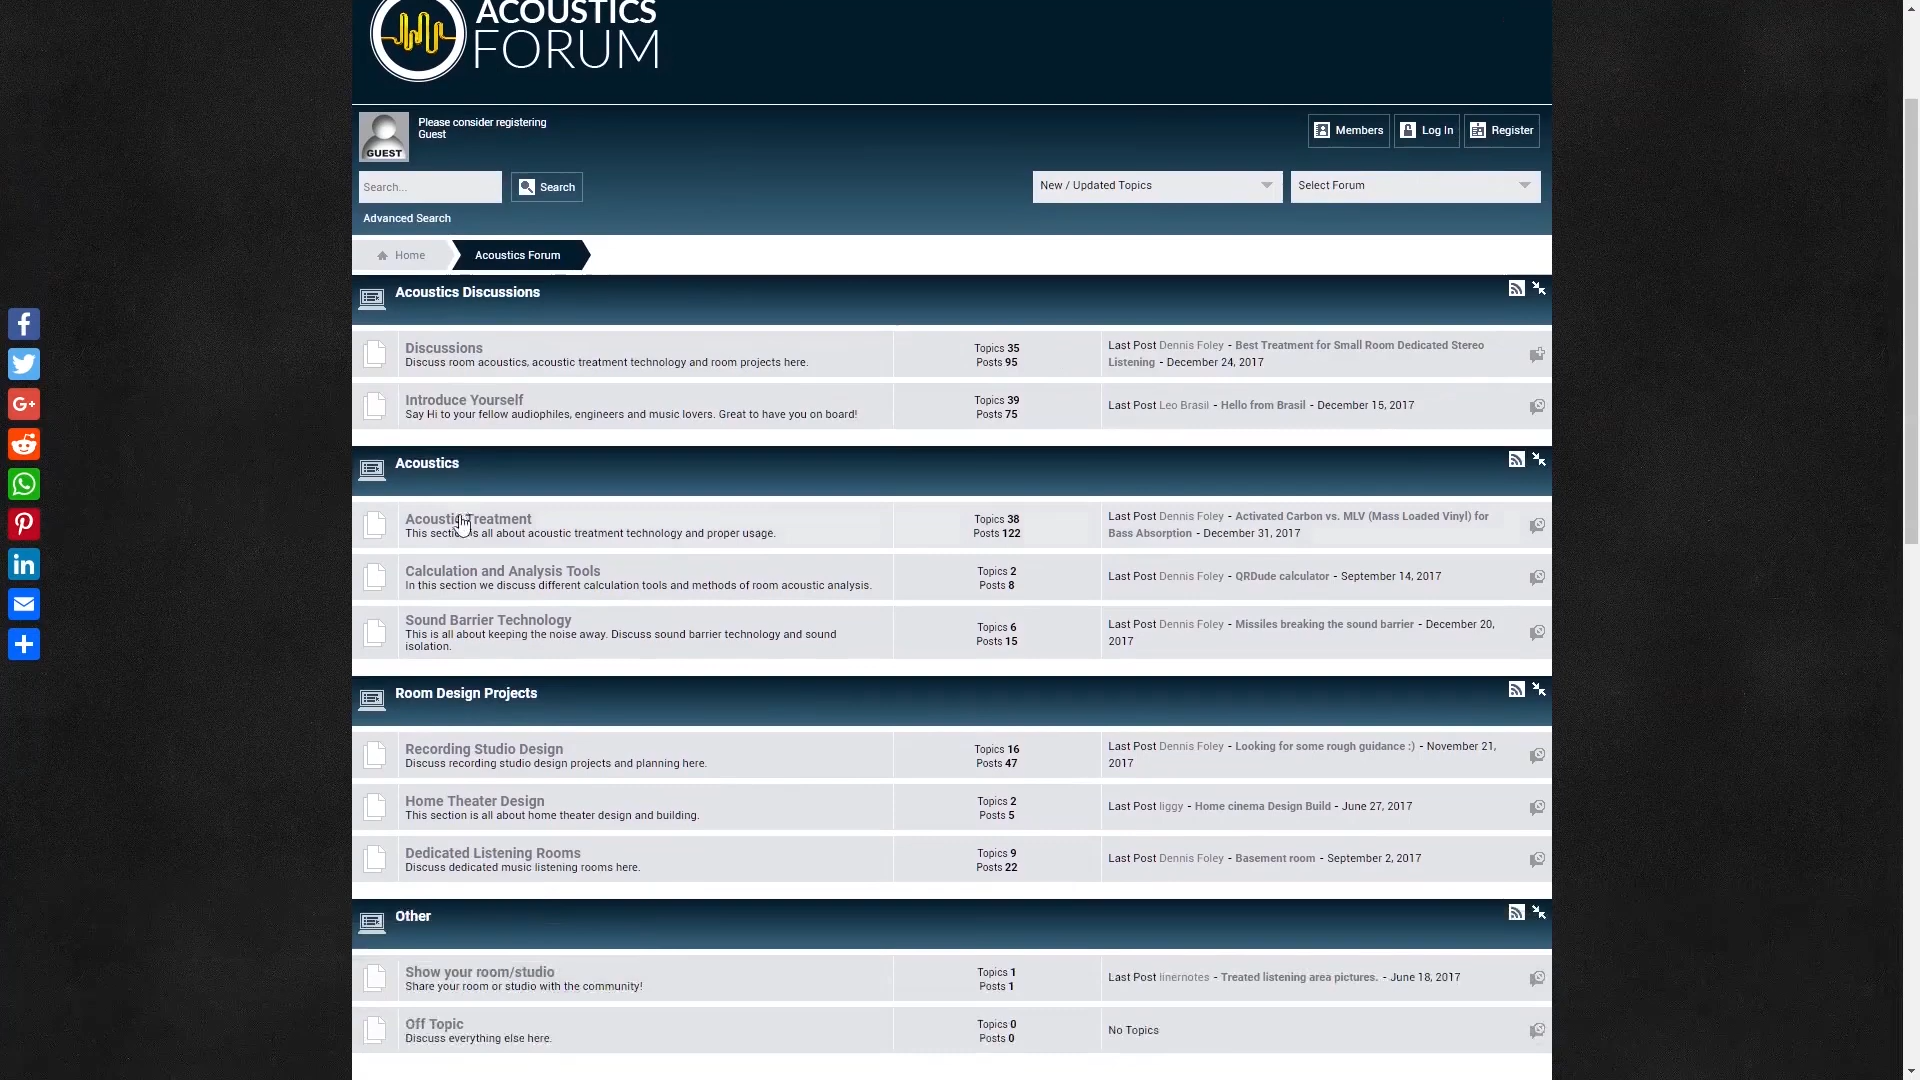 ACOUSTICS
FORUM
Please consider registering
Guest
GUEST
Members
Log In
Register
Search...
Search
New / Updated Topics
Select Forum
Advanced Search
Home
Acoustics Forum
Acoustics Discussions
Discussions
Discuss room acoustics, acoustic treatment technology and room projects here.
Topics 35
Posts 95
Last Post Dennis Foley - Best Treatment for Small Room Dedicated Stereo
Listening - December 24, 2017
Introduce Yourself
Say Hi to your fellow audiophiles, engineers and music lovers. Great to have you on board!
Topics 39
Posts 75
Last Post Leo Brasil - Hello from Brasil - December 15, 2017
Acoustics
Acoustic Treatment
This section is all about acoustic treatment technology and proper usage.
Topics 38
Posts 122
Last Post Dennis Foley - Activated Carbon vs. MLV (Mass Loaded Vinyl) for
Bass Absorption - December 31, 2017
Calculation and Analysis Tools
In this section we discuss different calculation tools and methods of room acoustic analysis.
Topics 2
Posts 8
Last Post Dennis Foley - QRDude calculator - September 14, 2017
Sound Barrier Technology
This is all about keeping the noise away. Discuss sound barrier technology and sound
isolation.
Topics 6
Posts 15
Last Post Dennis Foley - Missiles breaking the sound barrier - December 20,
2017
Room Design Projects
Recording Studio Design
Discuss recording studio design projects and planning here.
Topics 16
Posts 47
Last Post Dennis Foley - Looking for some rough guidance :) - November 21,
2017
Home Theater Design
This section is all about home theater design and building.
Topics 2
Posts 5
Last Post liggy - Home cinema Design Build - June 27, 2017
Dedicated Listening Rooms
Discuss dedicated music listening rooms here.
Topics 9
Posts 22
Last Post Dennis Foley - Basement room - September 2, 2017
Other
Show your room/studio
Share your room or studio with the community!
Topics 1
Posts 1
Last Post linernotes - Treated listening area pictures. - June 18, 2017
Off Topic
Discuss everything else here.
Topics 0
Posts 0
No Topics